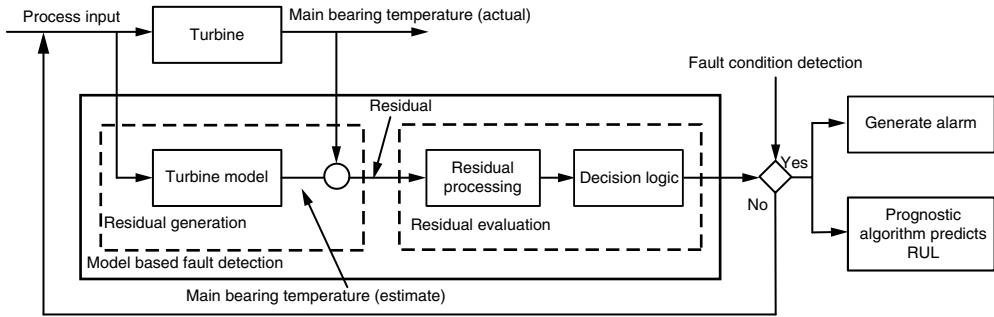 Process input
Turbine
Main bearing temperature (actual)
Fault condition detection
Residual
Generate alarm
Turbine model
Residual
processing
Decision logic
Yes
No
Residual generation
Residual evaluation
Prognostic
algorithm predicts
RUL
Model based fault detection
Main bearing temperature (estimate)